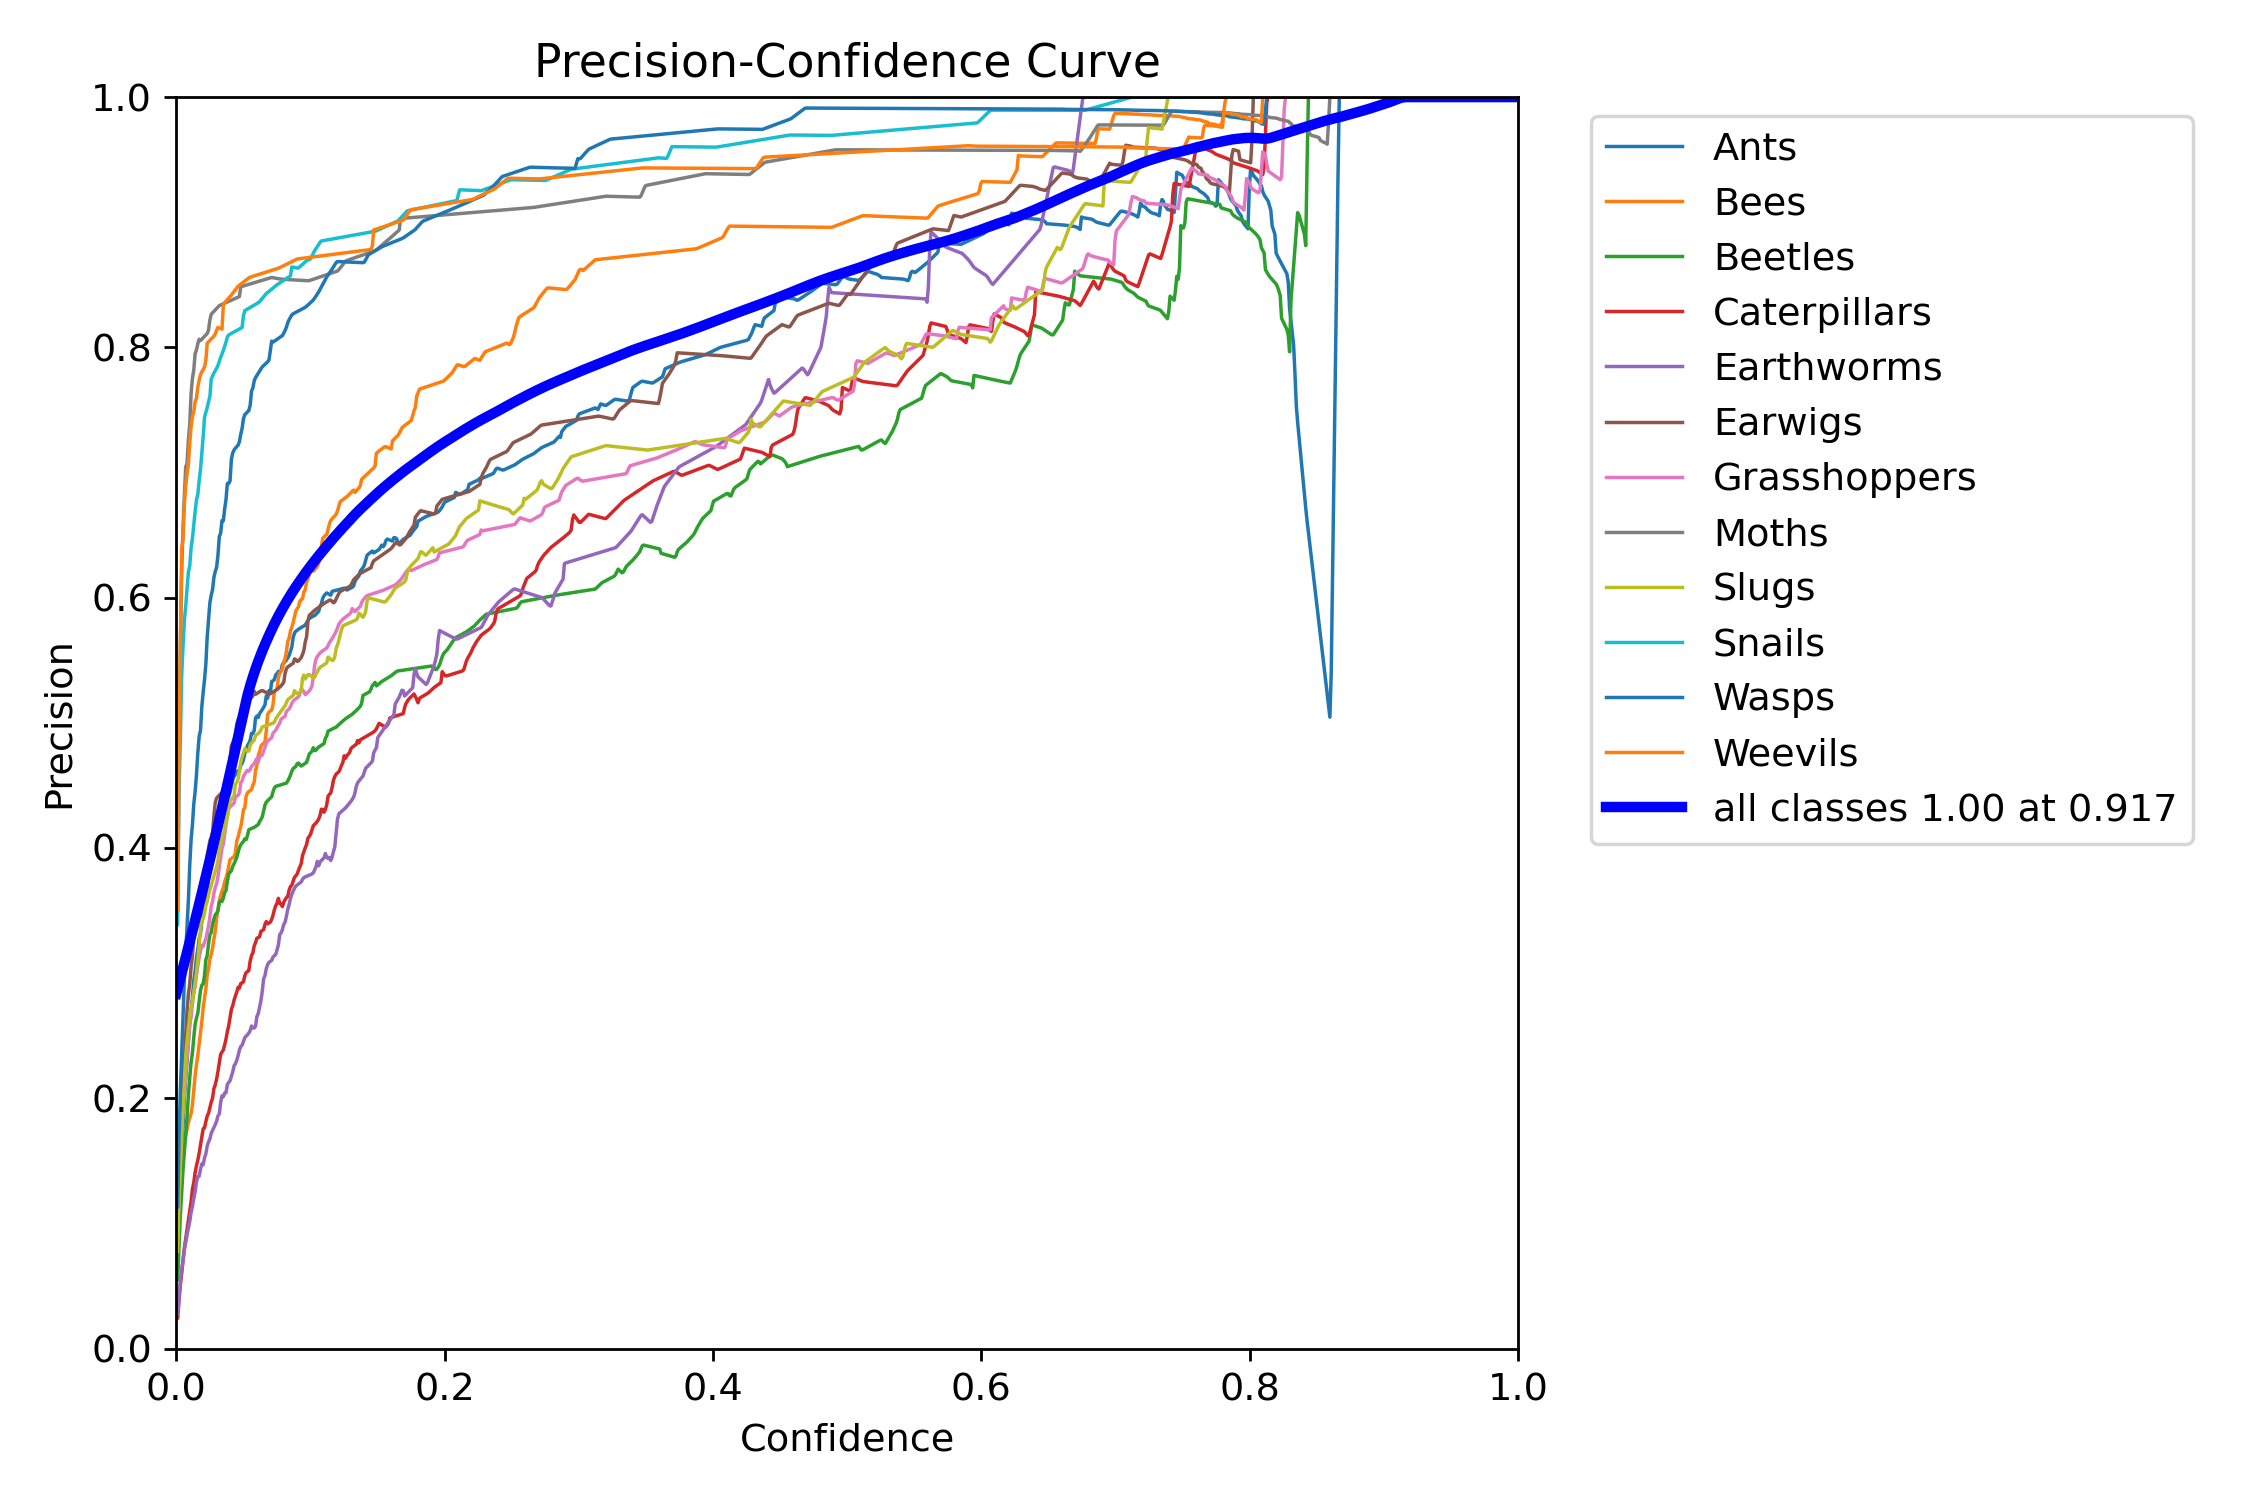 Precision-Confidence Curve
1.0
0.8
0.6
0.4
0.2
0.0
Precision
0.0 0.2 0.4 0.6 0.8 1.0
Confidence
Ants
Bees
Beetles
Caterpillars
Earthworms
Earwigs
Grasshoppers
Moths
Slugs
Snails
Wasps
Weevils
all classes 1.00 at 0.917